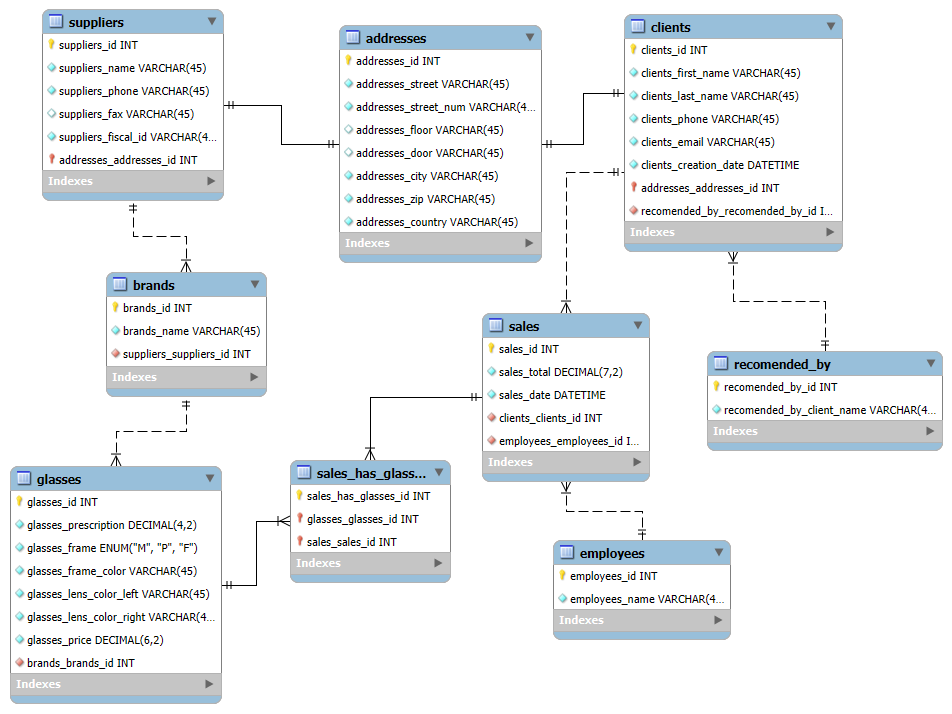 suppliers
suppliers_id INT
suppliers_name VARCHAR(45)
suppliers_phone VARCHAR(45)
suppliers_fax VARCHAR(45)
suppliers_fiscal_id VARCHAR(4...
addresses_addresses_id INT
Indexes
addresses
addresses_id INT
addresses_street VARCHAR(45)
addresses_street_num VARCHAR(4...
addresses_floor VARCHAR(45)
addresses_door VARCHAR(45)
addresses_city VARCHAR(45)
addresses_zip VARCHAR(45)
addresses_country VARCHAR(45)
Indexes
clients
clients_id INT
clients_first_name VARCHAR(45)
clients_last_name VARCHAR(45)
clients_phone VARCHAR(45)
clients_email VARCHAR(45)
clients_creation_date DATETIME
addresses_addresses_id INT
recomended_by_recomended_by_id I...
Indexes
brands
brands_id INT
brands_name VARCHAR(45)
suppliers_suppliers_id INT
Indexes
sales
sales_id INT
sales_total DECIMAL(7,2)
sales_date DATETIME
clients_clients_id INT
employees_employees_id I...
Indexes
recomended_by
recomended_by_id INT
recomended_by_client_name VARCHAR(4...
Indexes
glasses
glasses_id INT
glasses_prescription DECIMAL(4,2)
glasses_frame ENUM("M", "P", "F")
glasses_frame_color VARCHAR(45)
glasses_lens_color_left VARCHAR(45)
glasses_lens_color_right VARCHAR(4...
glasses_price DECIMAL(6,2)
brands_brands_id INT
Indexes
sales_has_glass...
sales_has_glasses_id INT
glasses_glasses_id INT
sales_sales_id INT
Indexes
employees
employees_id INT
employees_name VARCHAR(4...
Indexes